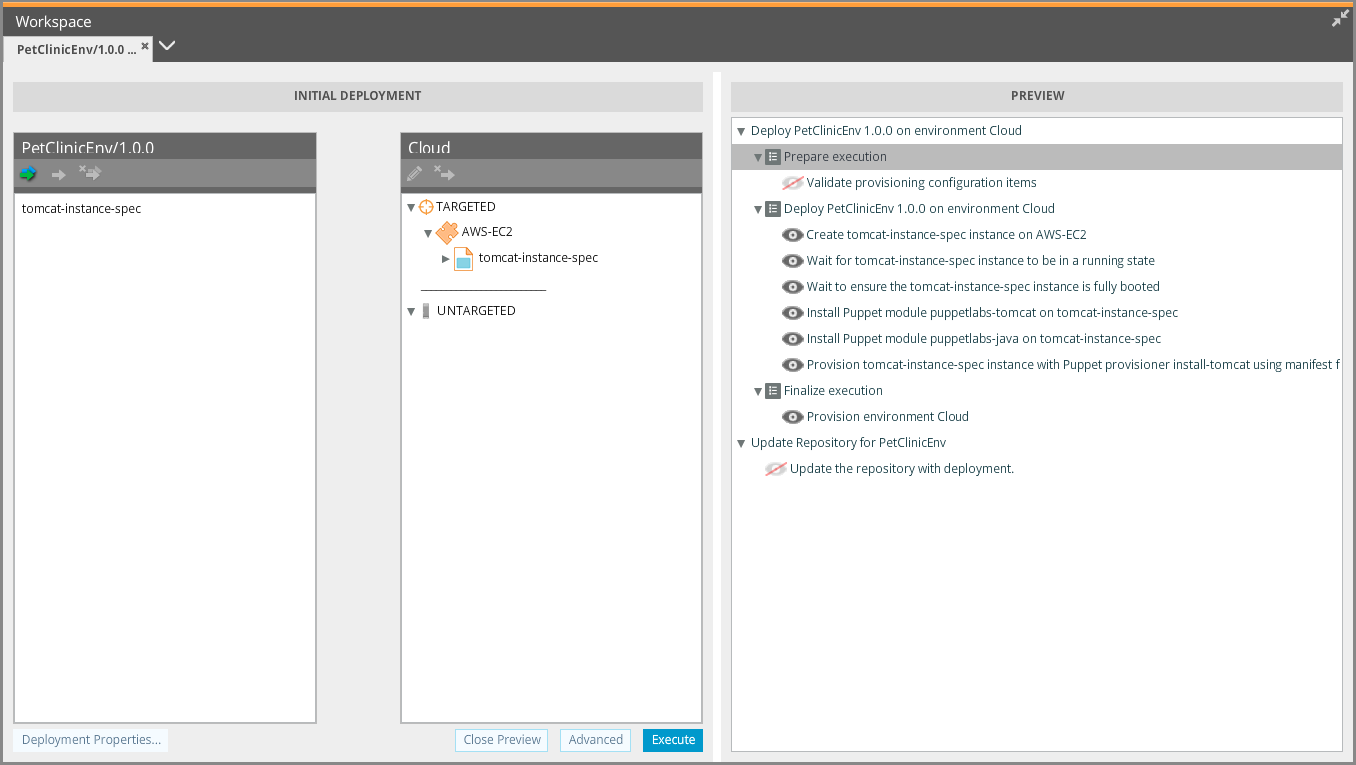 Workspace
PetClinicEnv/1.0.0 ...
INITIAL DEPLOYMENT
PetClinicEnv/1.0.0
tomcat-instance-spec
Cloud
TARGETED
AWS-EC2
tomcat-instance-spec
UNTARGETED
Deployment Properties...
Close Preview
Advanced
Execute
PREVIEW
Deploy PetClinicEnv 1.0.0 on environment Cloud
Prepare execution
Validate provisioning configuration items
Deploy PetClinicEnv 1.0.0 on environment Cloud
Create tomcat-instance-spec instance on AWS-EC2
Wait for tomcat-instance-spec instance to be in a running state
Wait to ensure the tomcat-instance-spec instance is fully booted
Install Puppet module puppetlabs-tomcat on tomcat-instance-spec
Install Puppet module puppetlabs-java on tomcat-instance-spec
Provision tomcat-instance-spec instance with Puppet provisioner install-tomcat using manifest f
Finalize execution
Provision environment Cloud
Update Repository for PetClinicEnv
Update the repository with deployment.